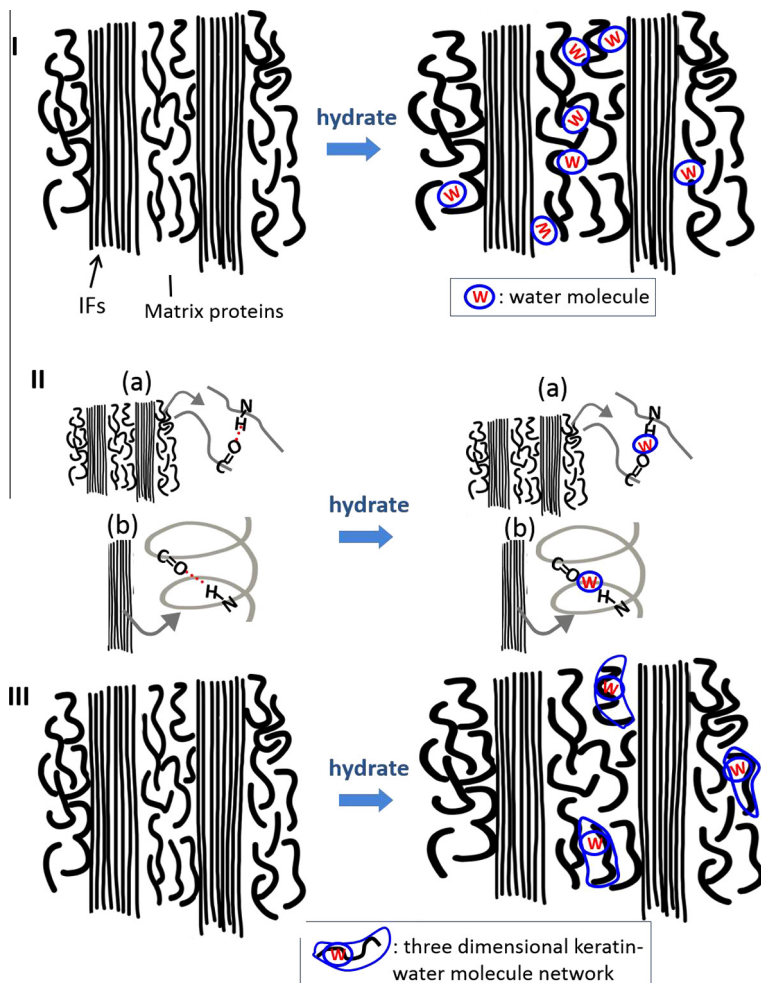 I
hydrate
W
W
W
W
W
W
W
IFs
Matrix proteins
W : water molecule
II
(a)
N
H
O
C
hydrate
(a)
N
H
W
O
C
(b)
C=O
H-N
(b)
C=O
W
H-N
III
hydrate
W
W
W
W : three dimensional keratin-
water molecule network